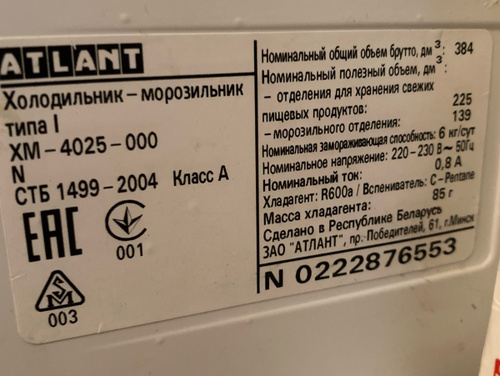 ATLANT
Холодильник – морозильник
типа I
ХМ – 4025 – 000
N
СТБ 1499 – 2004 Класс А
ЕАС
001
003
Номинальный общий объем брутто, дм³: 384
Номинальный полезный объем, дм³:
– отделения для хранения свежих
пищевых продуктов: 225
– морозильного отделения: 139
Номинальная замораживающая способность: 6 кг/сут
Номинальное напряжение: 220 – 230 В ~ 50Гц
Номинальный ток: 0,8 А
Хладагент: R600a / Вспениватель: C – Pentane
Масса хладагента: 85 г
Сделано в Республике Беларусь
ЗАО "АТЛАНТ", пр. Победителей, 61, г.Минск
N 0222876553